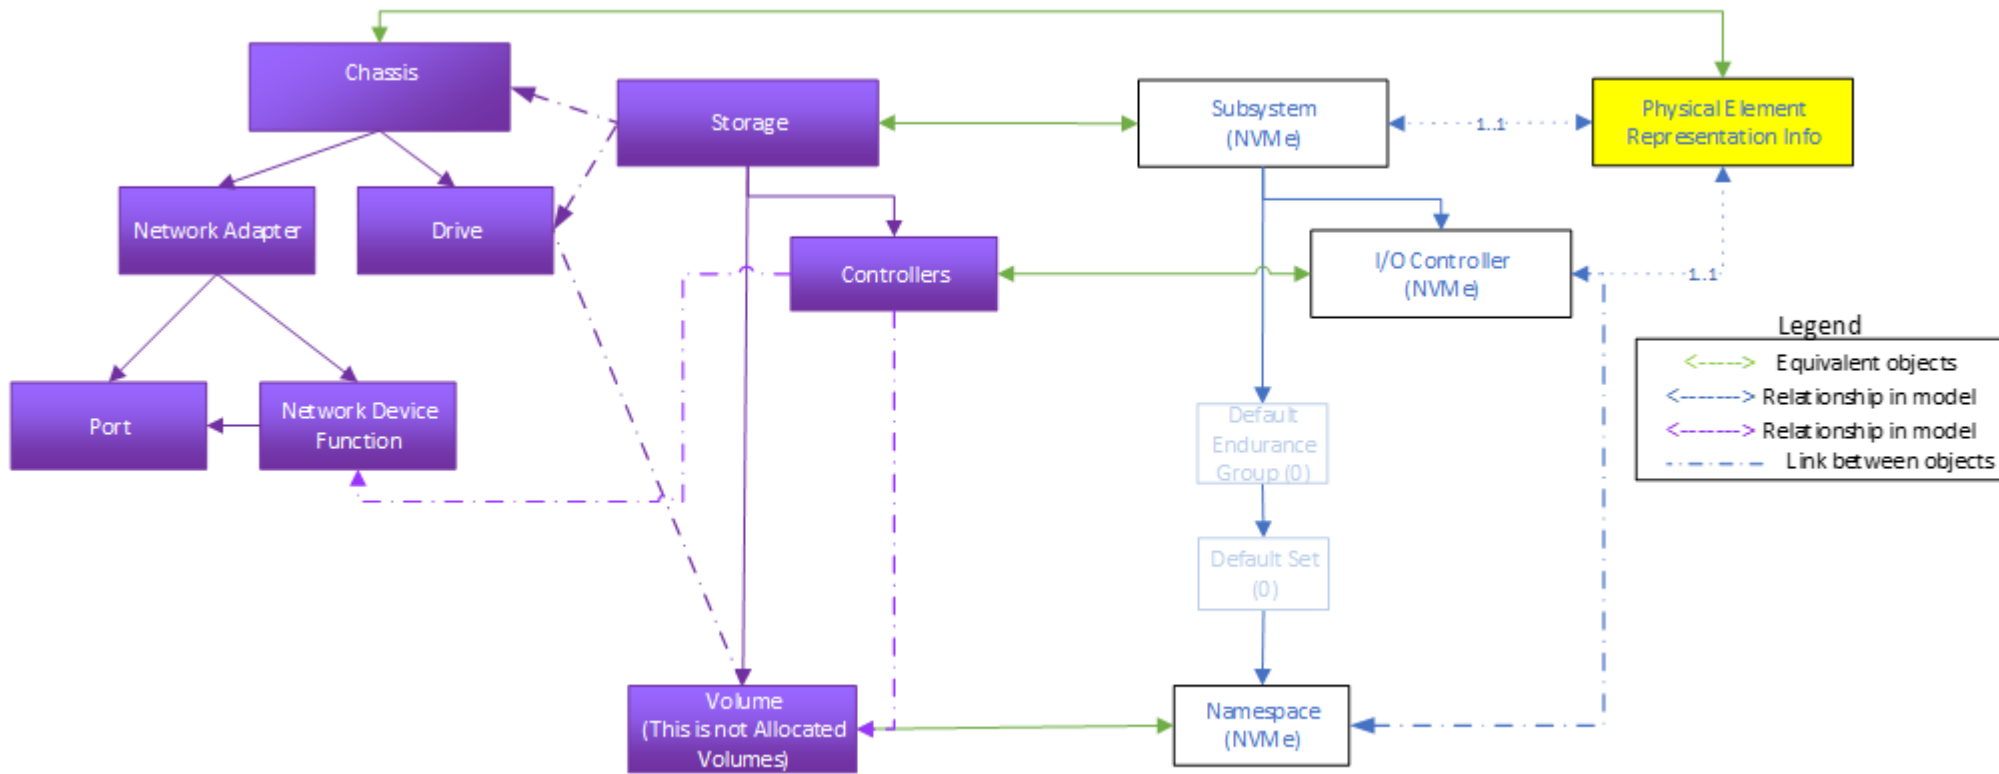 Chassis
Storage
Subsystem
(NVMe)
1..1
Physical Element
Representation Info
Network Adapter
Drive
Controllers
I/O Controller
(NVMe)
1..1
Legend
Equivalent objects
Relationship in model
Relationship in model
Link between objects
Port
Network Device
Function
Default
Endurance
Group (0)
Default Set
(0)
Volume
(This is not Allocated
Volumes)
Namespace
(NVMe)